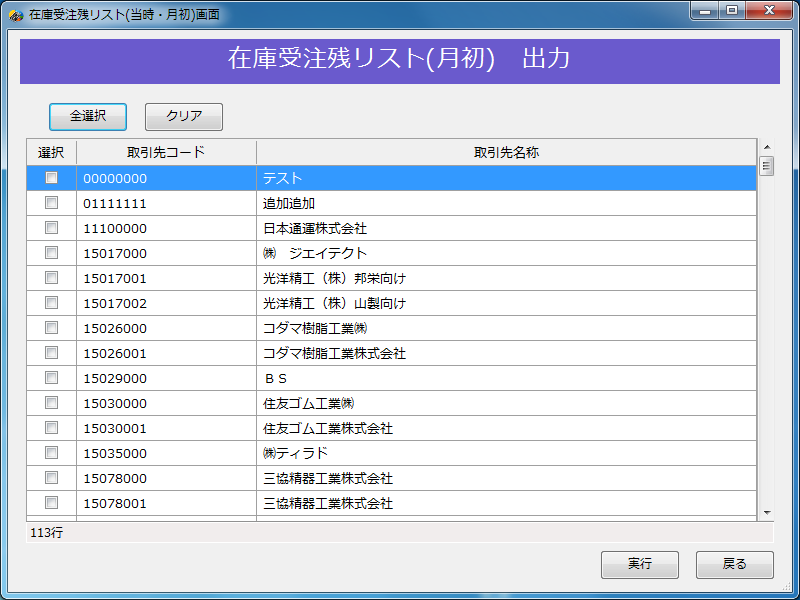 在庫受注残リスト(当時・月初)画面
在庫受注残リスト(月初)　出力
全選択 クリア
選択 取引先コード 取引先名称
00000000 テスト
01111111 追加追加
11100000 日本通運株式会社
15017000 ㈱　ジエイテクト
15017001 光洋精工（株）邦栄向け
15017002 光洋精工（株）山製向け
15026000 コダマ樹脂工業㈱
15026001 コダマ樹脂工業株式会社
15029000 ＢＳ
15030000 住友ゴム工業㈱
15030001 住友ゴム工業株式会社
15035000 ㈱ティラド
15078000 三協精器工業株式会社
15078001 三協精器工業株式会社
113行
実行 戻る